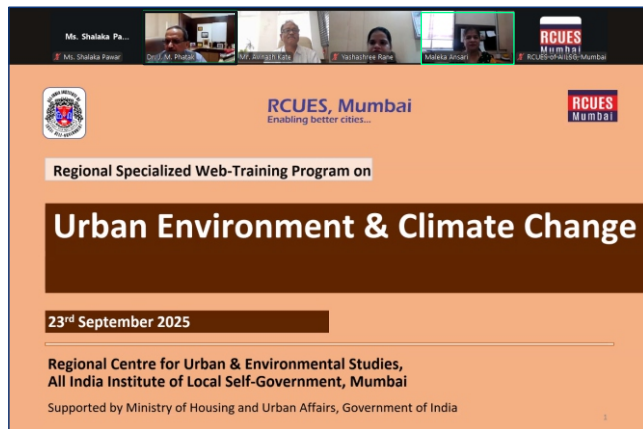 Ms. Shalaka Pa...
Ms. Shalaka Pawar
Dr. J. M. Phatak
Mr. Avinash Kate
Yashashree Rane
Maleka Ansari
RCUES
Mumbai
RCUES of AIILSG, Mumbai
RCUES, Mumbai
Enabling better cities...
RCUES
Mumbai
Regional Specialized Web-Training Program on
Urban Environment & Climate Change
23rd September 2025
Regional Centre for Urban & Environmental Studies,
All India Institute of Local Self-Government, Mumbai
Supported by Ministry of Housing and Urban Affairs, Government of India
1